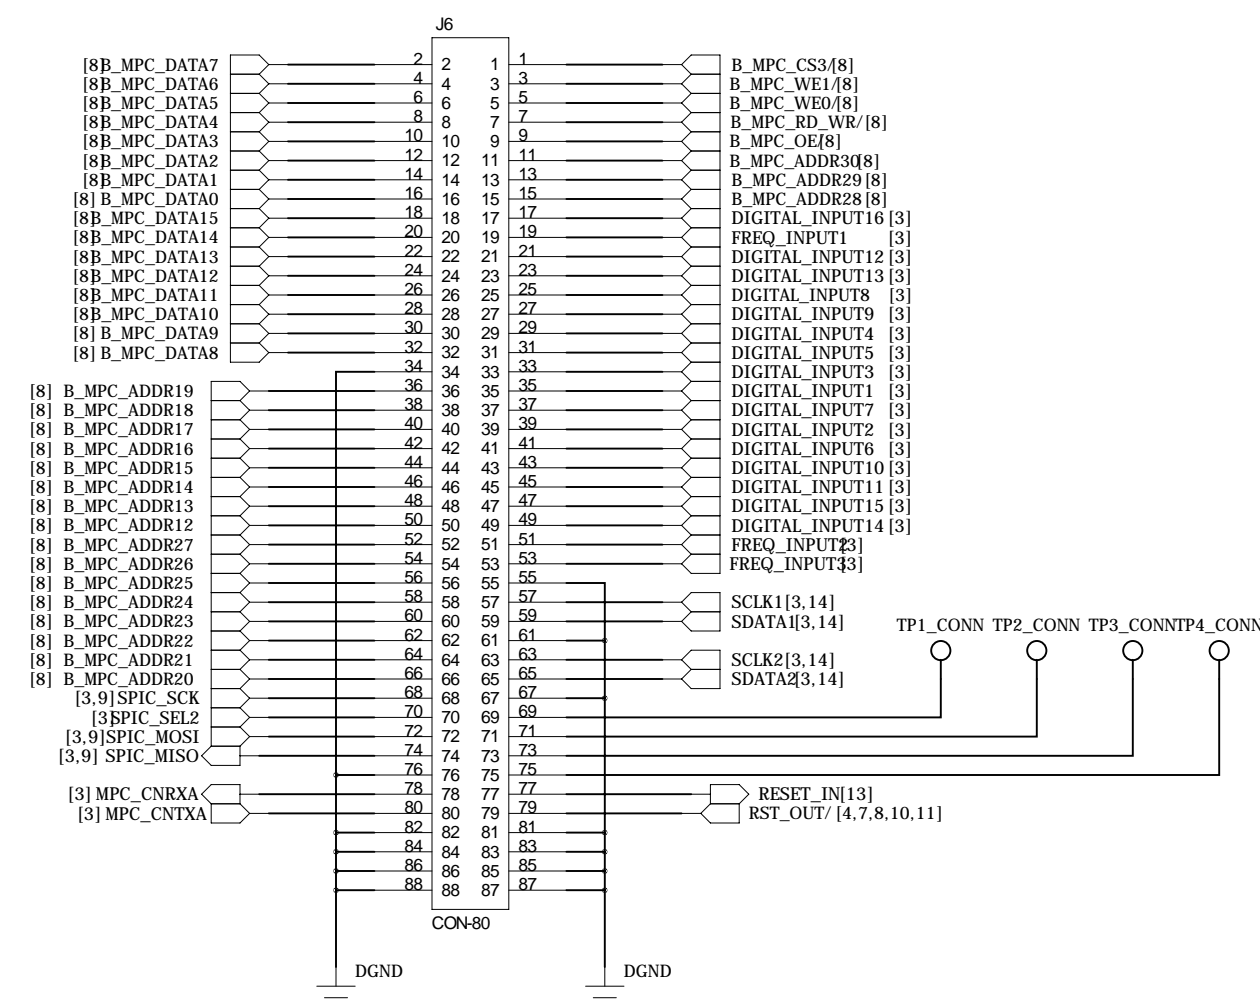 J6
[8]B_MPC_DATA7 2 2 1 1 B_MPC_CS3/[8]
[8]B_MPC_DATA6 4 4 3 3 B_MPC_WE1/[8]
[8]B_MPC_DATA5 6 6 5 5 B_MPC_WE0/[8]
[8]B_MPC_DATA4 8 8 7 7 B_MPC_RD_WR/[8]
[8]B_MPC_DATA3 10 10 9 9 B_MPC_OE/[8]
[8]B_MPC_DATA2 12 12 11 11 B_MPC_ADDR30[8]
[8]B_MPC_DATA1 14 14 13 13 B_MPC_ADDR29 [8]
[8] B_MPC_DATA0 16 16 15 15 B_MPC_ADDR28 [8]
[8]B_MPC_DATA15 18 18 17 17 DIGITAL_INPUT16 [3]
[8]B_MPC_DATA14 20 20 19 19 FREQ_INPUT1 [3]
[8]B_MPC_DATA13 22 22 21 21 DIGITAL_INPUT12 [3]
[8]B_MPC_DATA12 24 24 23 23 DIGITAL_INPUT13 [3]
[8]B_MPC_DATA11 26 26 25 25 DIGITAL_INPUT8 [3]
[8]B_MPC_DATA10 28 28 27 27 DIGITAL_INPUT9 [3]
[8] B_MPC_DATA9 30 30 29 29 DIGITAL_INPUT4 [3]
[8] B_MPC_DATA8 32 32 31 31 DIGITAL_INPUT5 [3]
34 34 33 33 DIGITAL_INPUT3 [3]
[8] B_MPC_ADDR19 36 36 35 35 DIGITAL_INPUT1 [3]
[8] B_MPC_ADDR18 38 38 37 37 DIGITAL_INPUT7 [3]
[8] B_MPC_ADDR17 40 40 39 39 DIGITAL_INPUT2 [3]
[8] B_MPC_ADDR16 42 42 41 41 DIGITAL_INPUT6 [3]
[8] B_MPC_ADDR15 44 44 43 43 DIGITAL_INPUT10 [3]
[8] B_MPC_ADDR14 46 46 45 45 DIGITAL_INPUT11 [3]
[8] B_MPC_ADDR13 48 48 47 47 DIGITAL_INPUT15 [3]
[8] B_MPC_ADDR12 50 50 49 49 DIGITAL_INPUT14 [3]
[8] B_MPC_ADDR27 52 52 51 51 FREQ_INPUT2[3]
[8] B_MPC_ADDR26 54 54 53 53 FREQ_INPUT3[3]
[8] B_MPC_ADDR25 56 56 55 55
[8] B_MPC_ADDR24 58 58 57 57 SCLK1[3,14]
[8] B_MPC_ADDR23 60 60 59 59 SDATA1[3,14] TP1_CONN TP2_CONN TP3_CONN TP4_CONN
[8] B_MPC_ADDR22 62 62 61 61
[8] B_MPC_ADDR21 64 64 63 63 SCLK2[3,14]
[8] B_MPC_ADDR20 66 66 65 65 SDATA2[3,14]
[3,9]SPIC_SCK 68 68 67 67
[3]SPIC_SEL2 70 70 69 69
[3,9]SPIC_MOSI 72 72 71 71
[3,9] SPIC_MISO 74 74 73 73
76 76 75 75
[3] MPC_CNRXA 78 78 77 77 RESET_IN[13]
[3] MPC_CNTXA 80 80 79 79 RST_OUT/ [4,7,8,10,11]
82 82 81 81
84 84 83 83
86 86 85 85
88 88 87 87
CON-80
DGND DGND